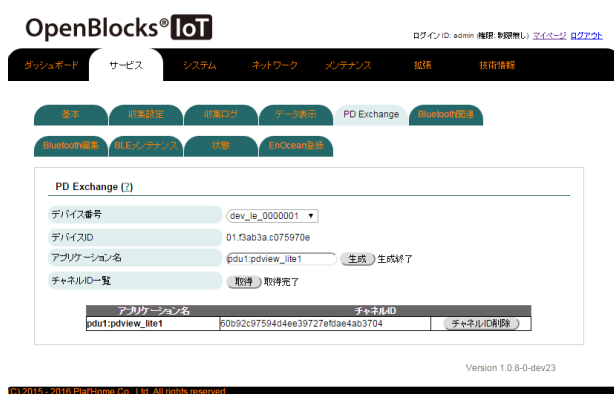 OpenBlocks® IoT
ログイン ID: admin (権限: 制限無し) マイページ ログアウト
ダッシュボード サービス システム ネットワーク メンテナンス 拡張 技術情報
基本 収集設定 収集ログ データ表示 PD Exchange Bluetooth関連
Bluetooth編集 BLEメンテナンス 状態 EnOcean登録
PD Exchange (?)
デバイス番号 dev_le_0000001
デバイスID 01.f3ab3a.c075970e
アプリケーション名 pdu1:pdview_lite1 生成 生成終了
チャネルID一覧 取得 取得完了
アプリケーション名 チャネルID
pdu1:pdview_lite1 60b92c97594d4ee39727efdae4ab3704 チャネルID削除
Version 1.0.8-0-dev23
(C) 2015 - 2016 Plat'Home Co., Ltd. All rights reserved.